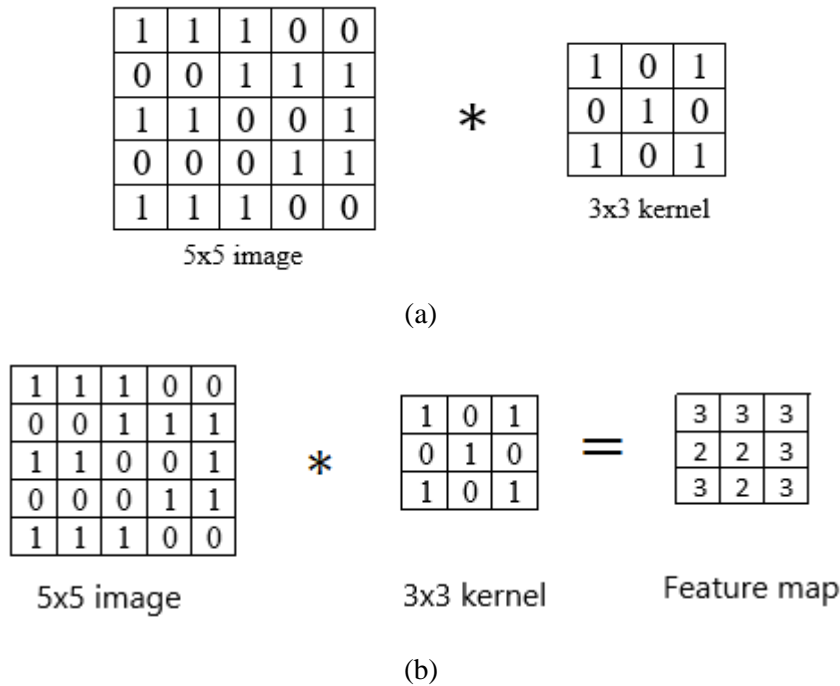 1 1 1 0 0
0 0 1 1 1
1 1 0 0 1
0 0 0 1 1
1 1 1 0 0
5x5 image
*
1 0 1
0 1 0
1 0 1
3x3 kernel
(a)
1 1 1 0 0
0 0 1 1 1
1 1 0 0 1
0 0 0 1 1
1 1 1 0 0
5x5 image
*
1 0 1
0 1 0
1 0 1
3x3 kernel
=
3 3 3
2 2 3
3 2 3
Feature map
(b)